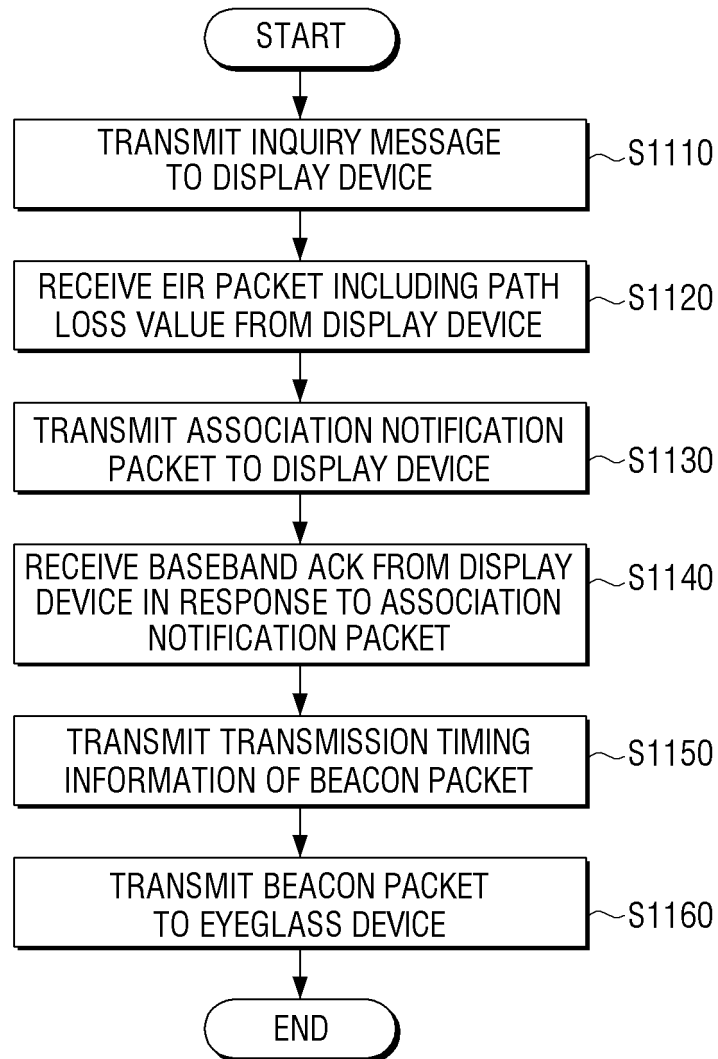 START
TRANSMIT INQUIRY MESSAGE
TO DISPLAY DEVICE
S1110
RECEIVE EIR PACKET INCLUDING PATH
LOSS VALUE FROM DISPLAY DEVICE
S1120
TRANSMIT ASSOCIATION NOTIFICATION
PACKET TO DISPLAY DEVICE
S1130
RECEIVE BASEBAND ACK FROM DISPLAY
DEVICE IN RESPONSE TO ASSOCIATION
NOTIFICATION PACKET
S1140
TRANSMIT TRANSMISSION TIMING
INFORMATION OF BEACON PACKET
S1150
TRANSMIT BEACON PACKET
TO EYEGLASS DEVICE
S1160
END